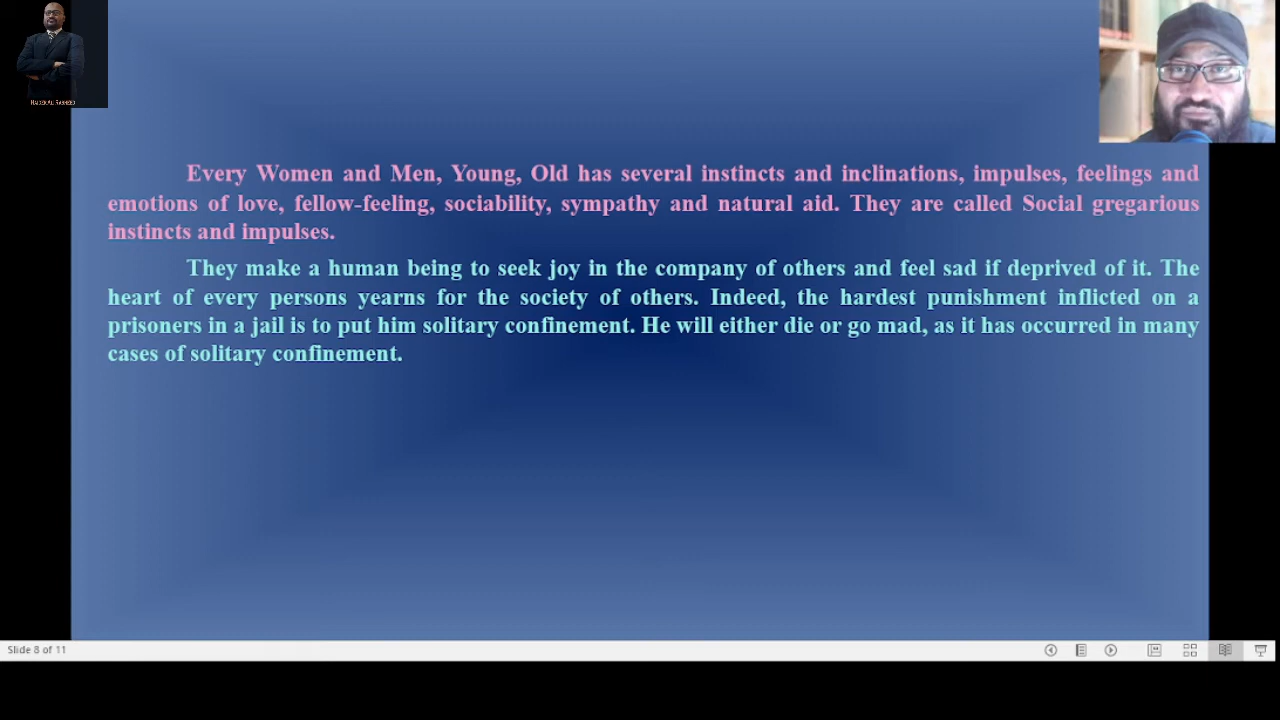 Every Women and Men, Young, Old has several instincts and inclinations, impulses, feelings and
emotions of love, fellow-feeling, sociability, sympathy and natural aid. They are called Social gregarious
instincts and impulses.
They make a human being to seek joy in the company of others and feel sad if deprived of it. The
heart of every persons yearns for the society of others. Indeed, the hardest punishment inflicted on a
prisoners in a jail is to put him solitary confinement. He will either die or go mad, as it has occurred in many
cases of solitary confinement.
Slide 8 of 11